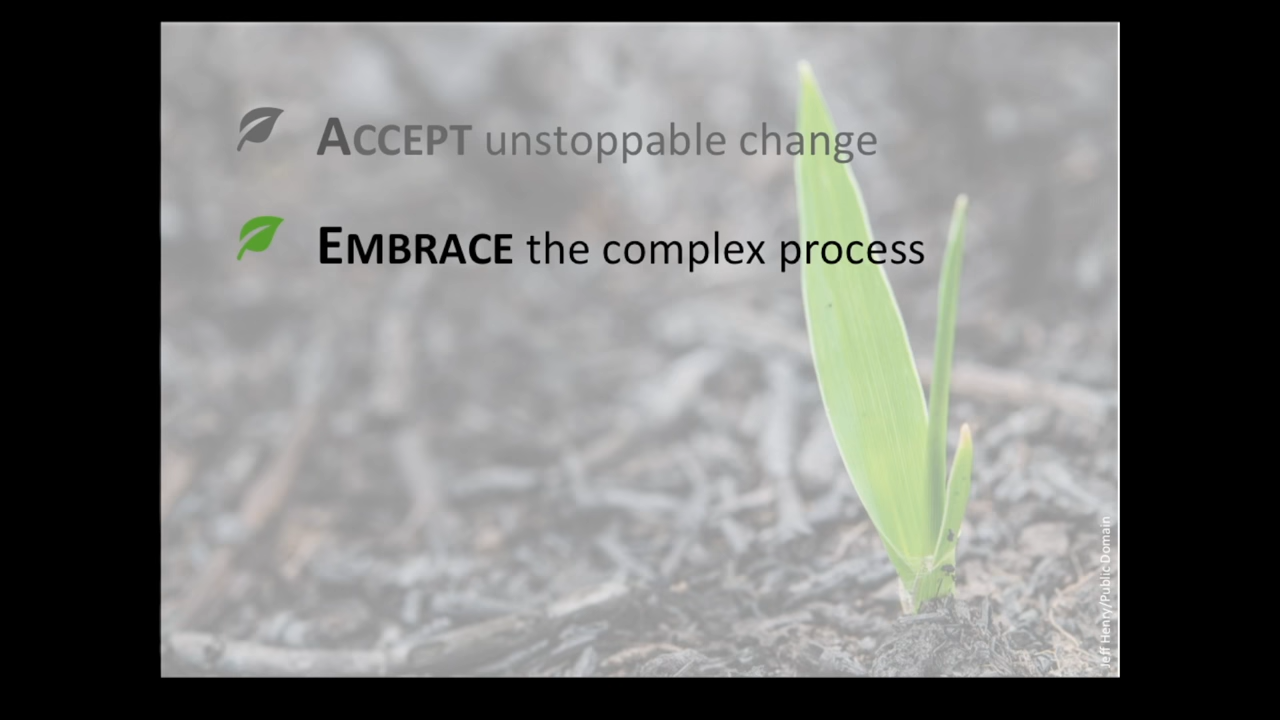 ACCEPT unstoppable change
EMBRACE the complex process
Jeff Henry/Public Domain